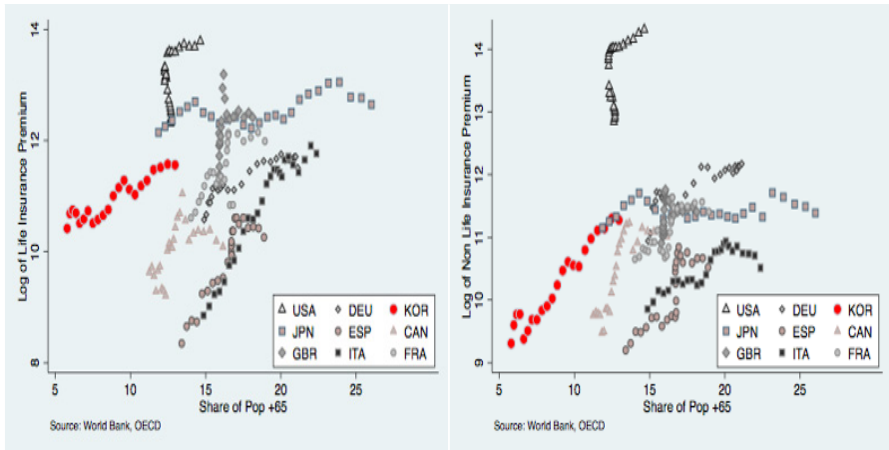 Log of Life Insurance Premium
14
12
10
8
USA
DEU
KOR
JPN
ESP
CAN
GBR
ITA
FRA
5
10
15
20
25
Share of Pop +65
Source: World Bank, OECD
Log of Non Life Insurance Premium
14
13
12
11
10
9
USA
DEU
KOR
JPN
ESP
CAN
GBR
ITA
FRA
5
10
15
20
25
Share of Pop +65
Source: World Bank, OECD